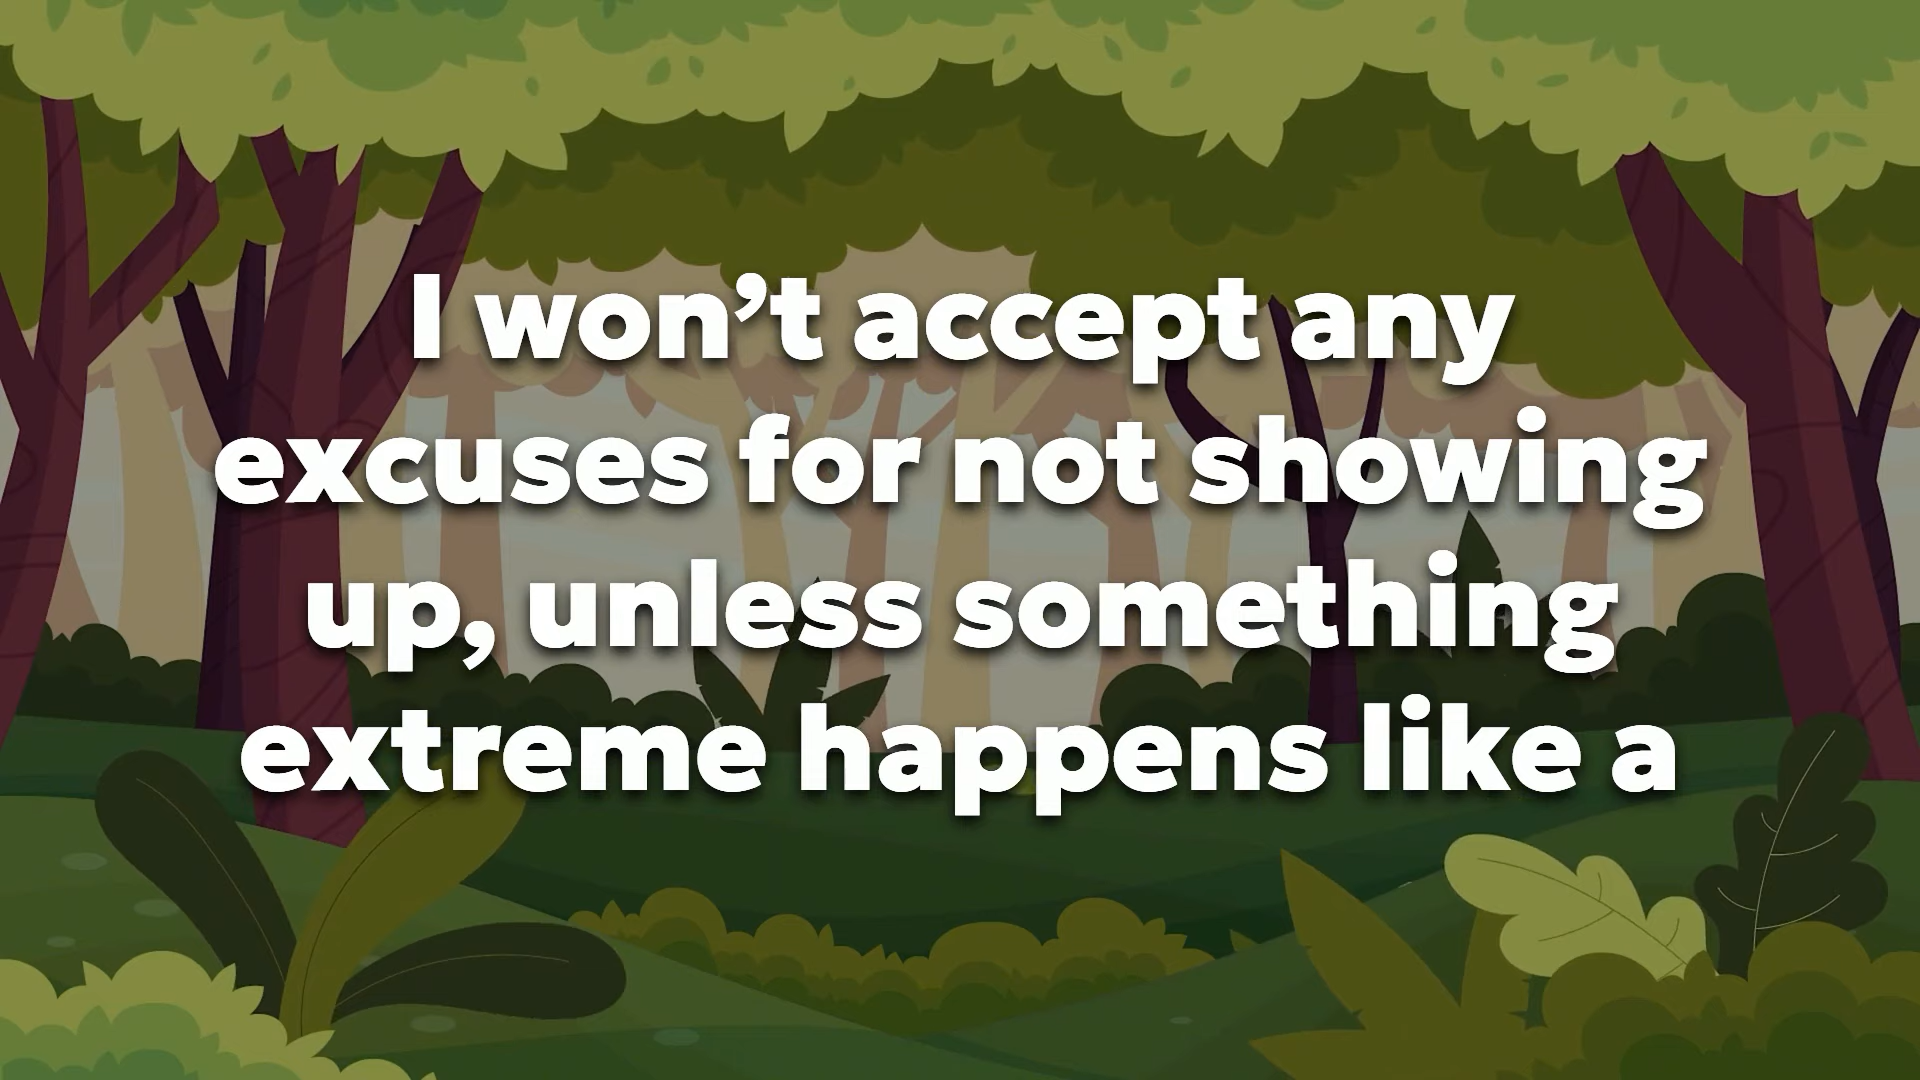 I won’t accept any
excuses for not showing
up, unless something
extreme happens like a